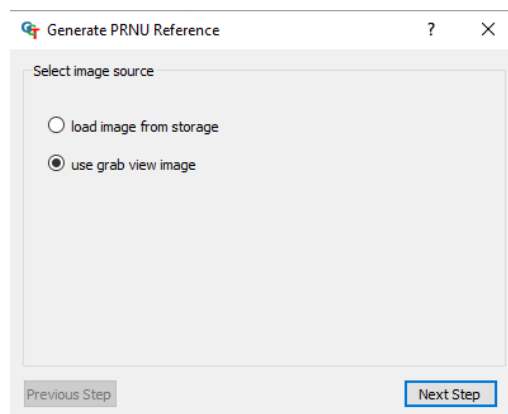 Generate PRNU Reference ? ×
Select image source
load image from storage
use grab view image
Previous Step Next Step